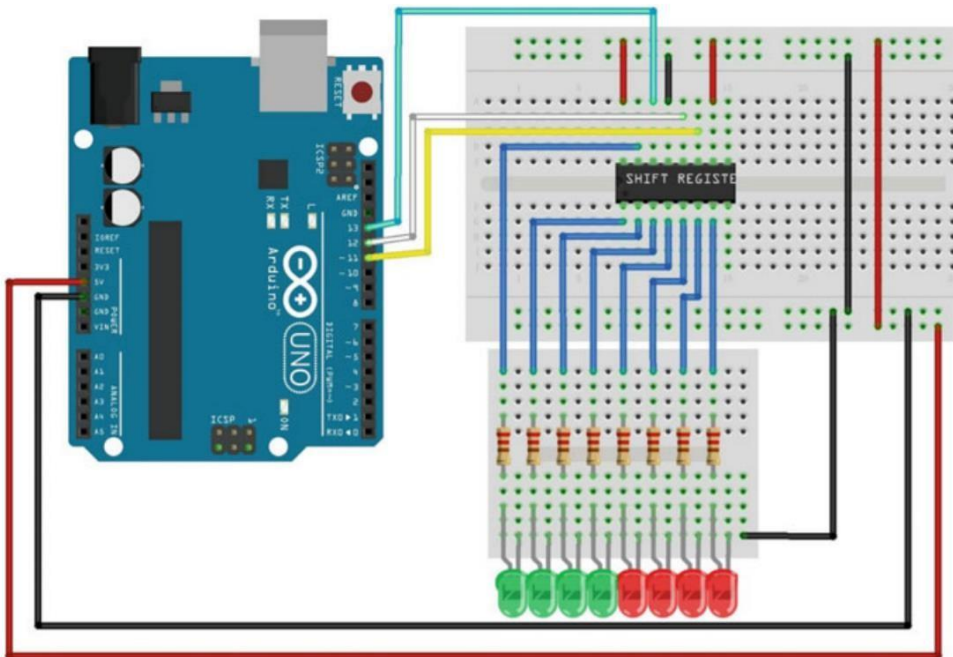 RESET
ICSP2
AREF
GND
13
12
~11
~10
~9
8
L
TX
RX
Arduino
UNO
IOREF
RESET
3V3
5V
GND
GND
VIN
POWER
7
~6
~5
4
~3
2
TX0▶1
RX0◀0
DIGITAL (PWM=~)
A0
A1
A2
A3
A4
A5
ANALOG IN
ICSP
ON
SHIFT REGISTE
A